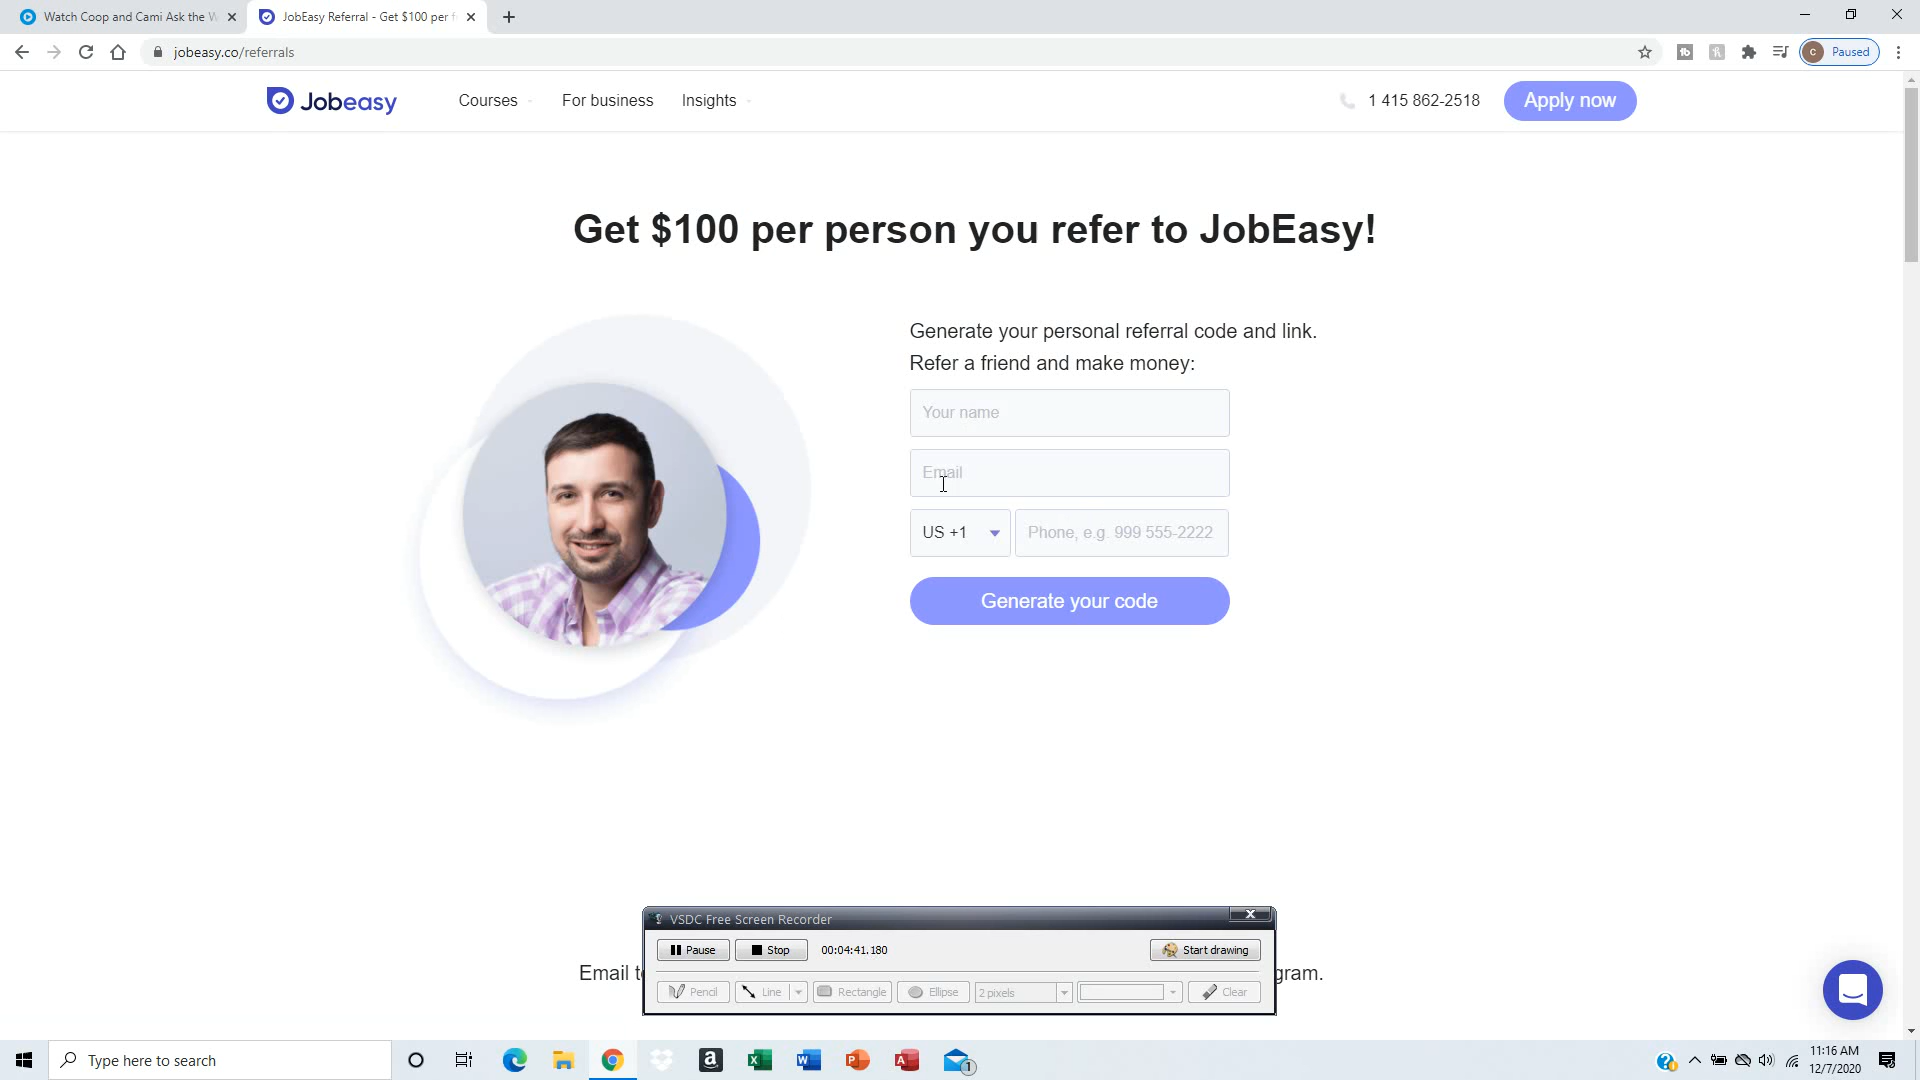 Watch Coop and Cami Ask the W
JobEasy Referral - Get $100 per f
jobeasy.co/referrals
Paused
Jobeasy
Courses
For business
Insights
1 415 862-2518
Apply now
Get $100 per person you refer to JobEasy!
Generate your personal referral code and link.
Refer a friend and make money:
Your name
Email
US +1
Phone, e.g. 999 555-2222
Generate your code
VSDC Free Screen Recorder
Pause
Stop
00:04:41.180
Start drawing
Email t
gram.
Pencil
Line
Rectangle
Ellipse
2 pixels
Clear
Type here to search
1
11:16 AM
12/7/2020